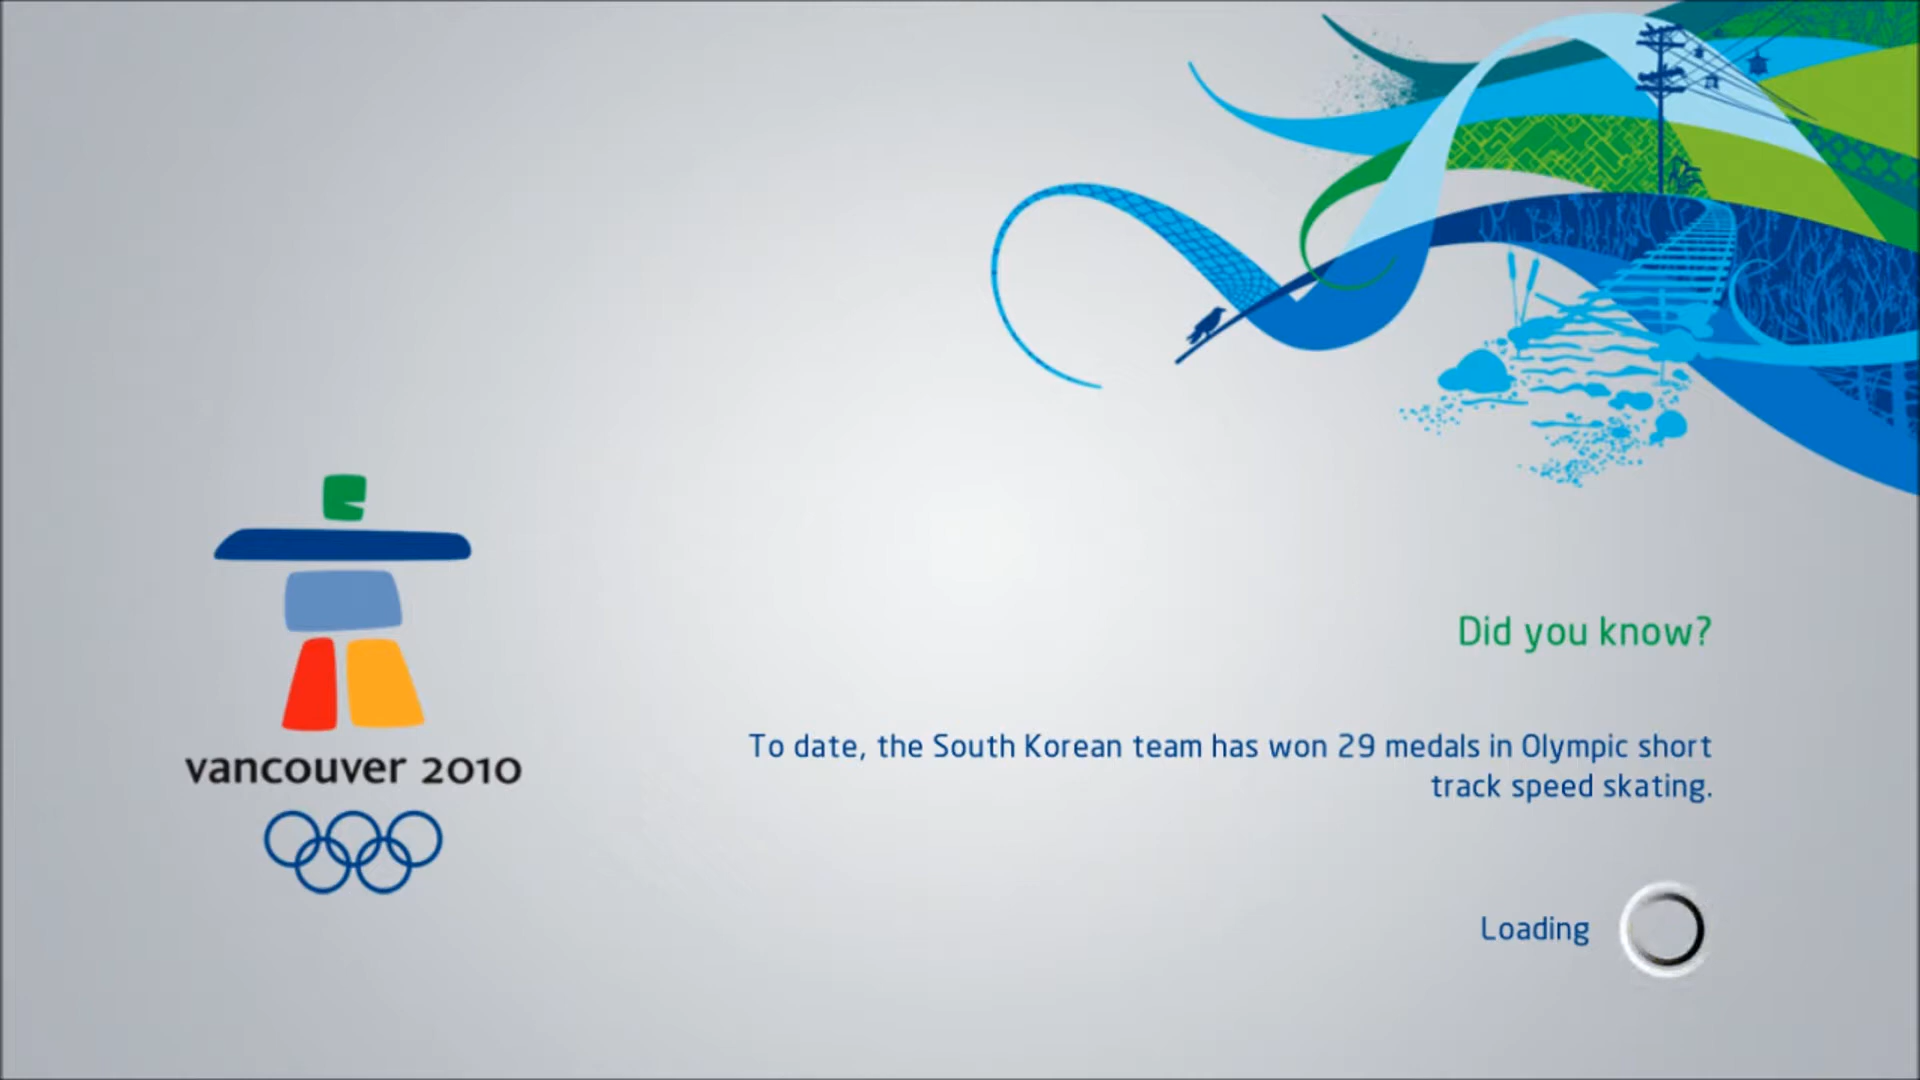 Did you know?
To date, the South Korean team has won 29 medals in Olympic short
track speed skating.
vancouver 2010
Loading